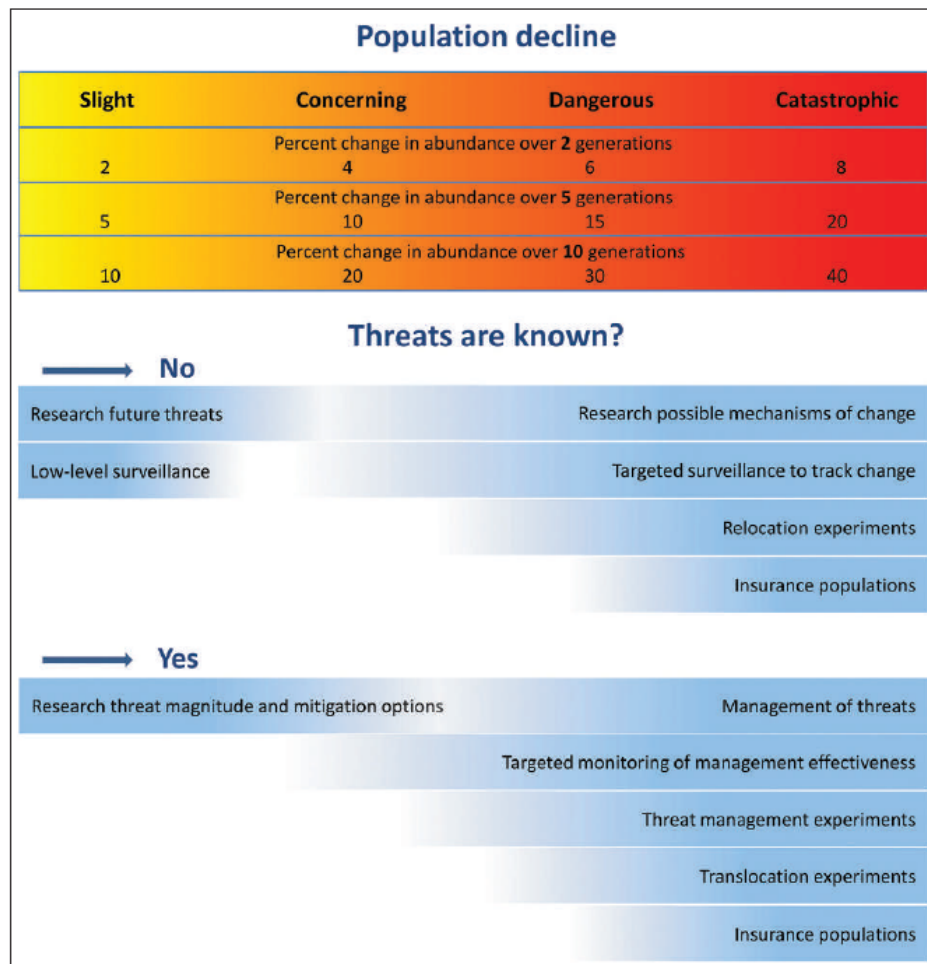 Population decline
Slight Concerning Dangerous Catastrophic
Percent change in abundance over 2 generations
2 4 6 8
Percent change in abundance over 5 generations
5 10 15 20
Percent change in abundance over 10 generations
10 20 30 40
Threats are known?
No
Research future threats Research possible mechanisms of change
Low-level surveillance Targeted surveillance to track change
Relocation experiments
Insurance populations
Yes
Research threat magnitude and mitigation options Management of threats
Targeted monitoring of management effectiveness
Threat management experiments
Translocation experiments
Insurance populations